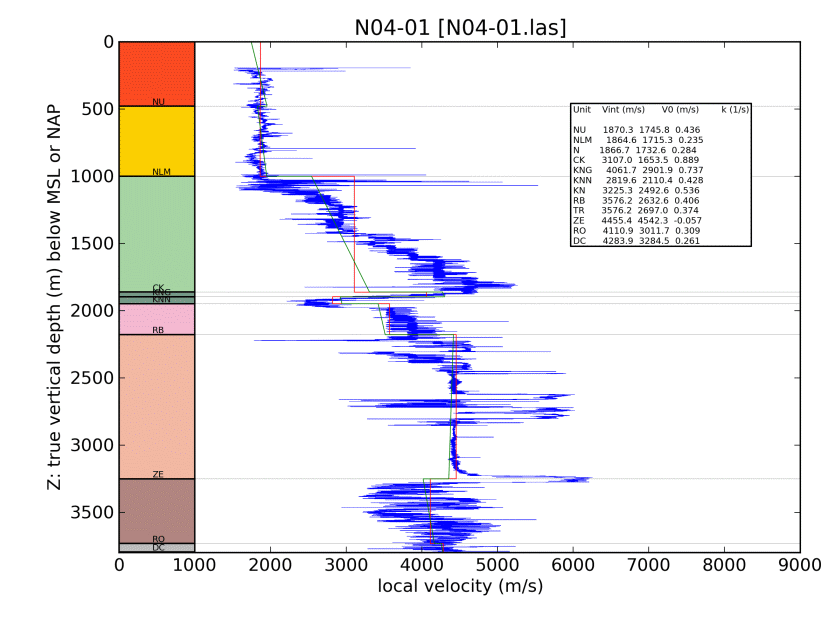 N04-01 [N04-01.las]
Z: true vertical depth (m) below MSL or NAP
0
500
1000
1500
2000
2500
3000
3500
NU
NLM
CK
KNG
KNN
RB
ZE
RO
DC
Unit Vint (m/s) V0 (m/s) k (1/s)
NU 1870.3 1745.8 0.436
NLM 1864.6 1715.3 0.235
N 1866.7 1732.6 0.284
CK 3107.0 1653.5 0.889
KNG 4061.7 2901.9 0.737
KNN 2819.6 2110.4 0.428
KN 3225.3 2492.6 0.536
RB 3576.2 2632.6 0.406
TR 3576.2 2697.0 0.374
ZE 4455.4 4542.3 -0.057
RO 4110.9 3011.7 0.309
DC 4283.9 3284.5 0.261
0 1000 2000 3000 4000 5000 6000 7000 8000 9000
local velocity (m/s)